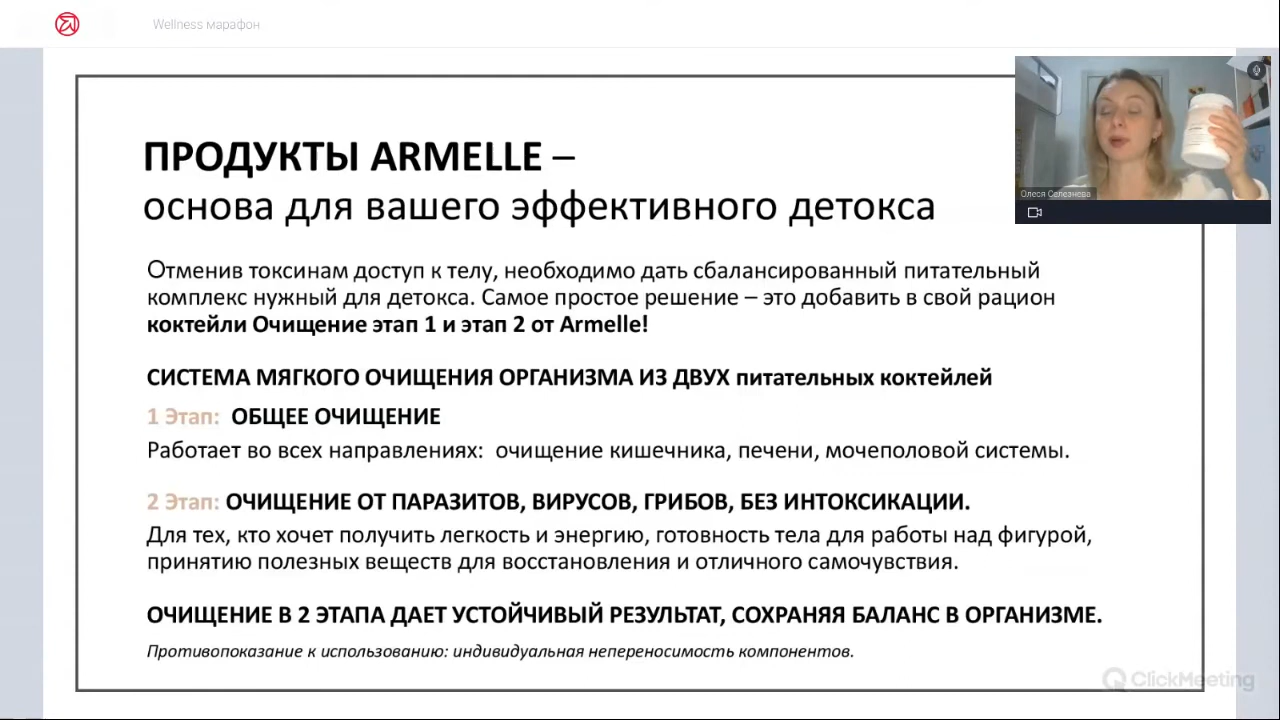 Wellness марафон
ПРОДУКТЫ ARMELLE –
основа для вашего эффективного детокса
Олеся Селезнева
Отменив токсинам доступ к телу, необходимо дать сбалансированный питательный
комплекс нужный для детокса. Самое простое решение – это добавить в свой рацион
коктейли Очищение этап 1 и этап 2 от Armelle!
СИСТЕМА МЯГКОГО ОЧИЩЕНИЯ ОРГАНИЗМА ИЗ ДВУХ питательных коктейлей
1 Этап: ОБЩЕЕ ОЧИЩЕНИЕ
Работает во всех направлениях: очищение кишечника, печени, мочеполовой системы.
2 Этап: ОЧИЩЕНИЕ ОТ ПАРАЗИТОВ, ВИРУСОВ, ГРИБОВ, БЕЗ ИНТОКСИКАЦИИ.
Для тех, кто хочет получить легкость и энергию, готовность тела для работы над фигурой,
принятию полезных веществ для восстановления и отличного самочувствия.
ОЧИЩЕНИЕ В 2 ЭТАПА ДАЕТ УСТОЙЧИВЫЙ РЕЗУЛЬТАТ, СОХРАНЯЯ БАЛАНС В ОРГАНИЗМЕ.
Противопоказание к использованию: индивидуальная непереносимость компонентов.
ClickMeeting